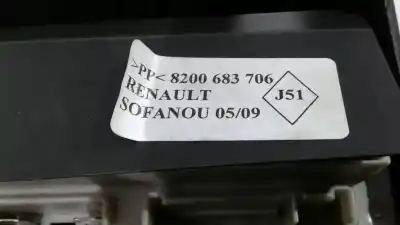 >PP< 8200 683 706
RENAULT
J51
SOFANOU 05/09